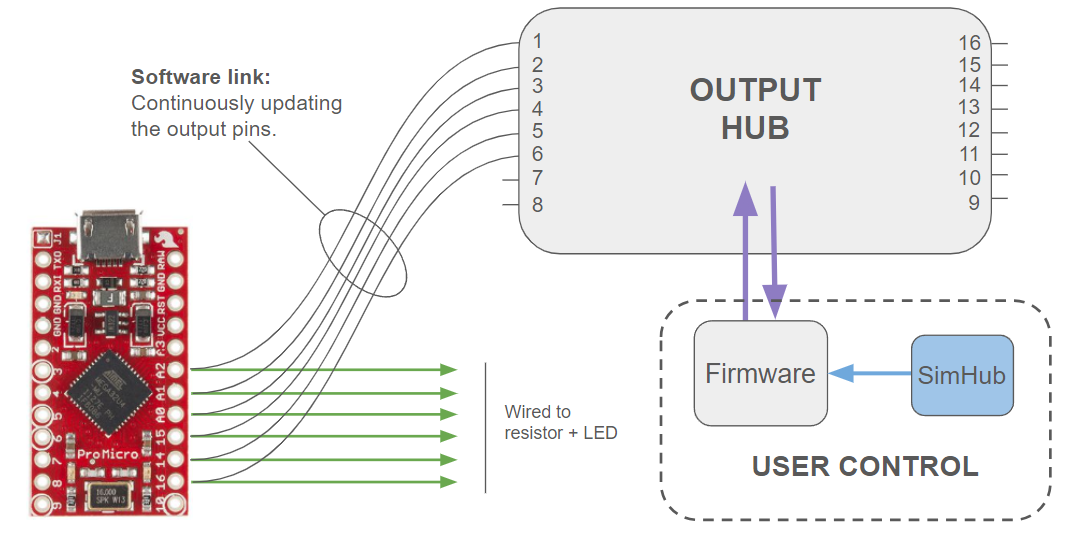 Software link:
Continuously updating
the output pins.
OUTPUT
HUB
1
2
3
4
5
6
7
8
16
15
14
13
12
11
10
9
J1
TXO
RXI
GND
GND
2
3
4
5
6
7
8
9
RAW
GND
RST
VCC
A3
A2
A1
A0
15
14
16
10
ProMicro
16.000
SPK W13
Wired to
resistor + LED
Firmware
SimHub
USER CONTROL